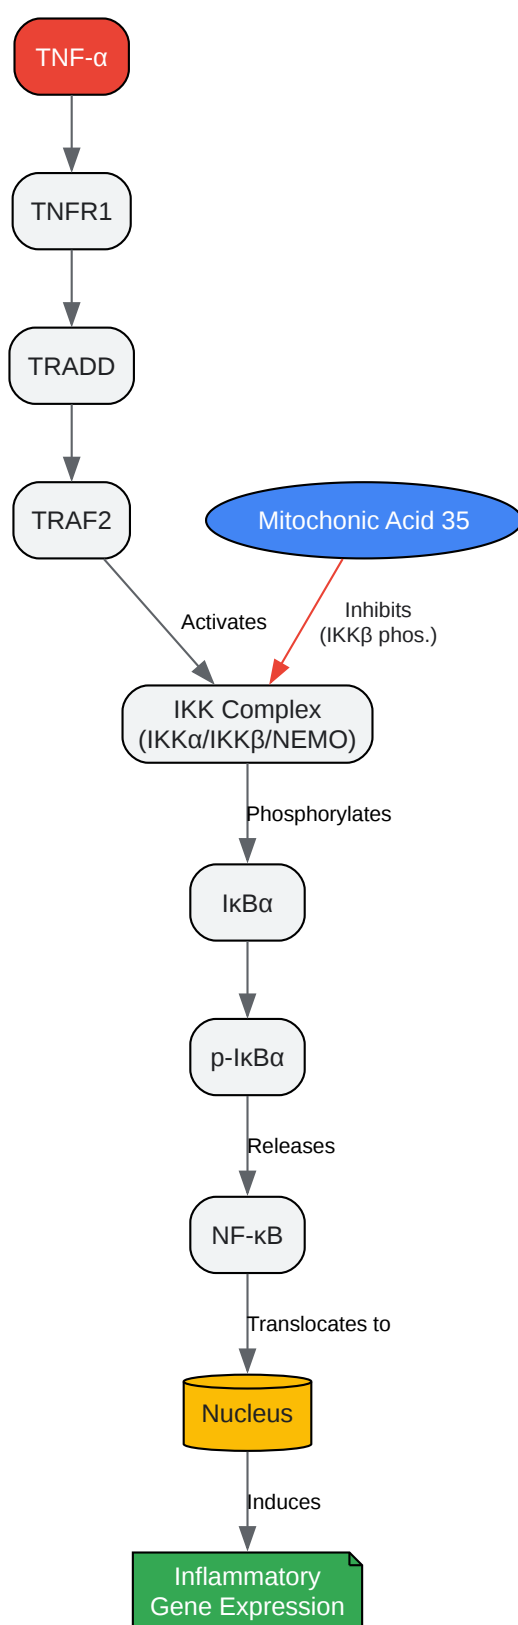 TNF-α
TNFR1
TRADD
TRAF2
Mitochonic Acid 35
Activates
Inhibits
(IKKβ phos.)
IKK Complex
(IKKα/IKKβ/NEMO)
Phosphorylates
IκBα
p-IκBα
Releases
NF-κB
Translocates to
Nucleus
Induces
Inflammatory
Gene Expression